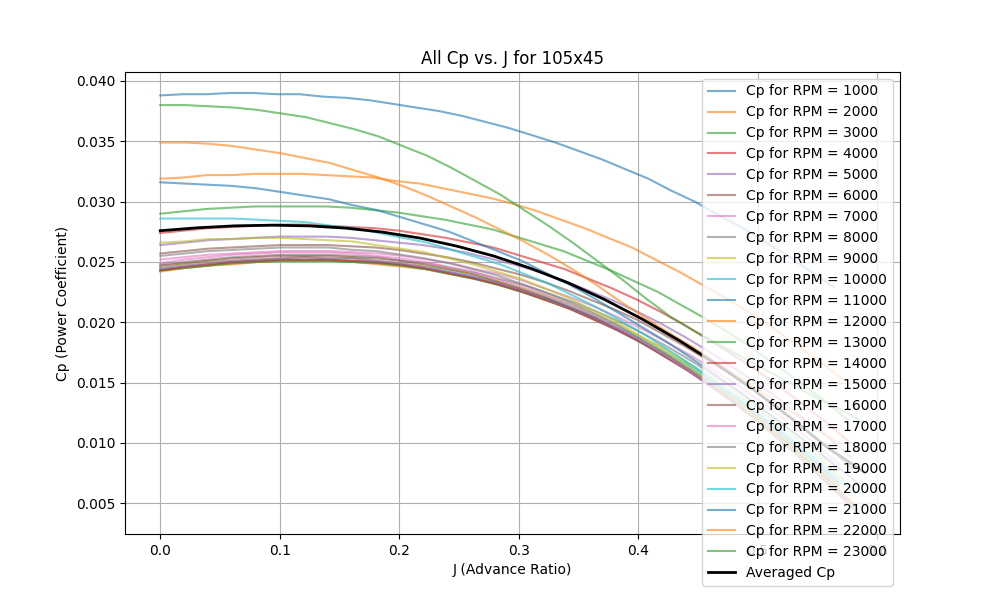 All Cp vs. J for 105x45
Cp (Power Coefficient)
0.040
0.035
0.030
0.025
0.020
0.015
0.010
0.005
0.0
0.1
0.2
0.3
0.4
0.5
0.6
J (Advance Ratio)
Cp for RPM = 1000
Cp for RPM = 2000
Cp for RPM = 3000
Cp for RPM = 4000
Cp for RPM = 5000
Cp for RPM = 6000
Cp for RPM = 7000
Cp for RPM = 8000
Cp for RPM = 9000
Cp for RPM = 10000
Cp for RPM = 11000
Cp for RPM = 12000
Cp for RPM = 13000
Cp for RPM = 14000
Cp for RPM = 15000
Cp for RPM = 16000
Cp for RPM = 17000
Cp for RPM = 18000
Cp for RPM = 19000
Cp for RPM = 20000
Cp for RPM = 21000
Cp for RPM = 22000
Cp for RPM = 23000
Averaged Cp